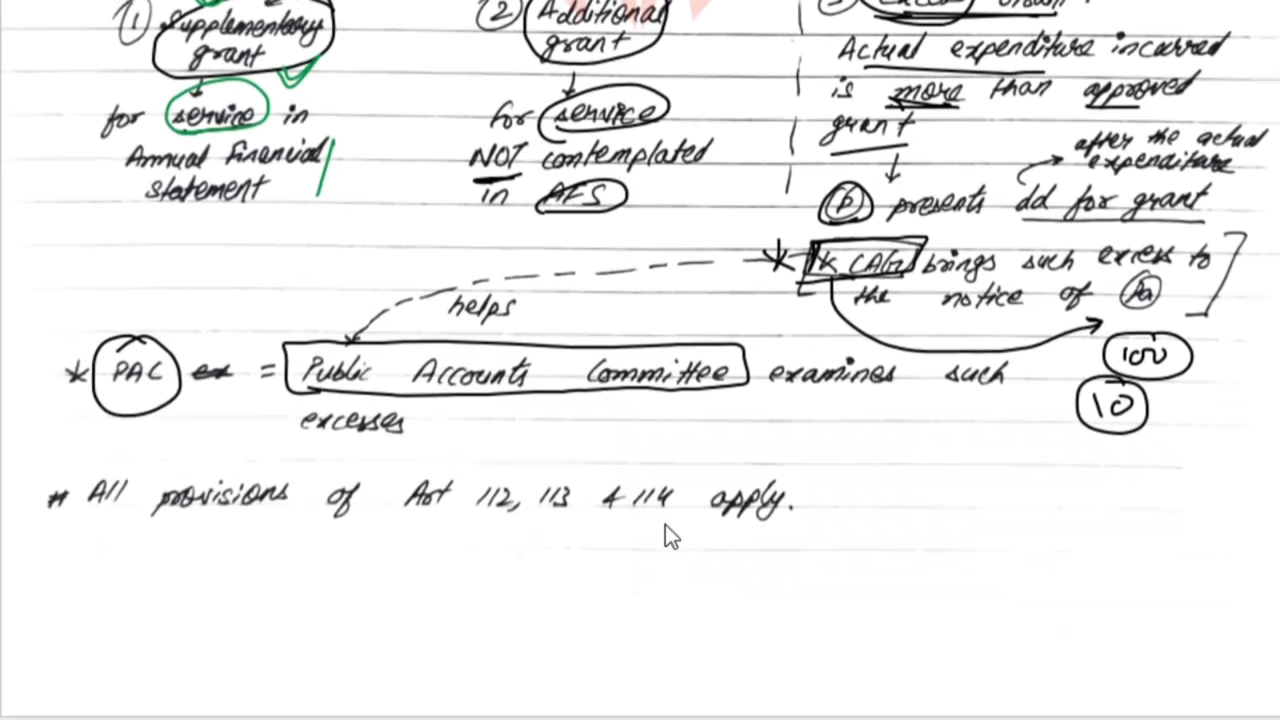 ① Supplementary
grant
for service in
Annual Financial
statement
② Additional
grant
for service
NOT contemplated
in AFS
③ Excess Grant
Actual expenditure incurred
is more than approved
grant
after the actual
expenditure
presents dd for grant
* CAG brings such excess to
the notice of
helps
* PAC = Public Accounts Committee examines such
excesses
100
10
# All provisions of Art 112, 113 & 114 apply.